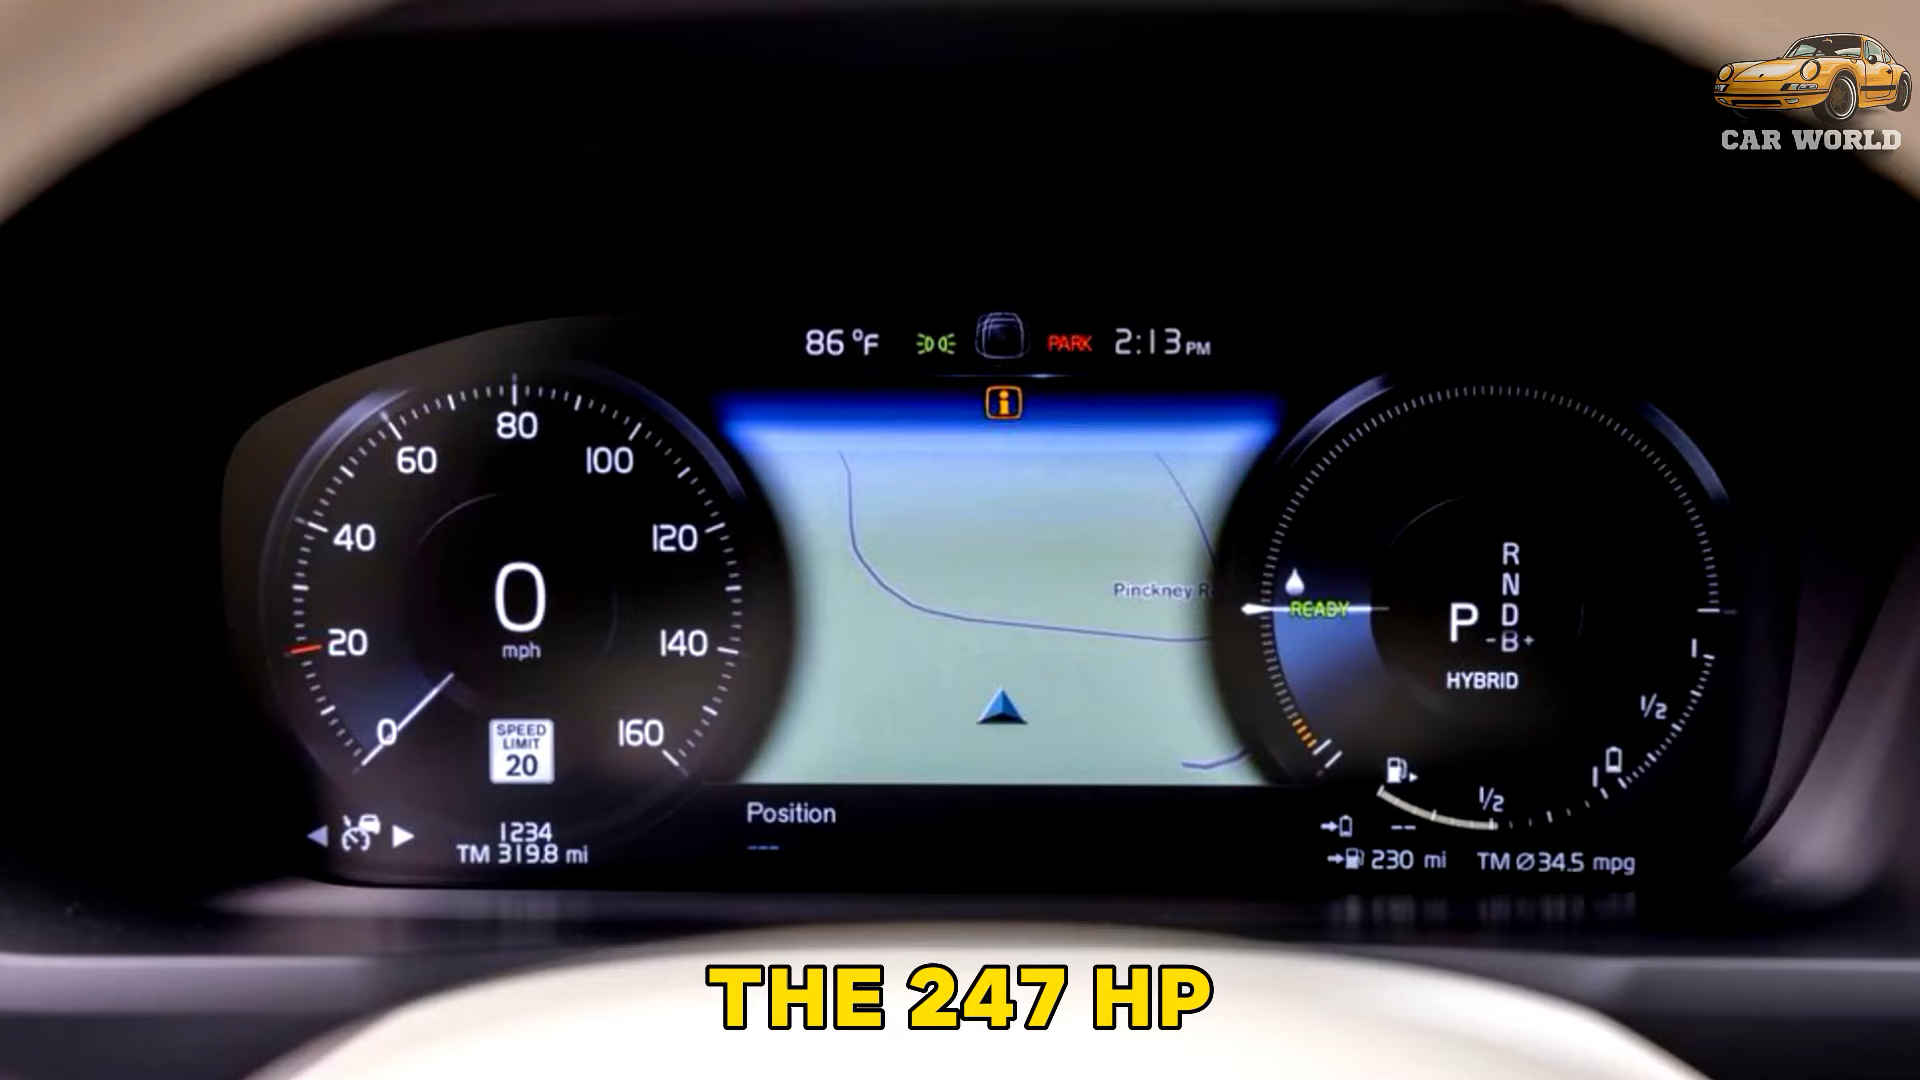 CAR WORLD
86 °F PARK 2:13 PM
80
60 100
40 120
20 140
0 160
0
mph
SPEED
LIMIT
20
1234
TM 319.8 mi
Pinckney R
Position
---
READY
R
N
D
P -B+
HYBRID
1
1/2
1
1/2
--
230 mi TM Ø34.5 mpg
THE 247 HP